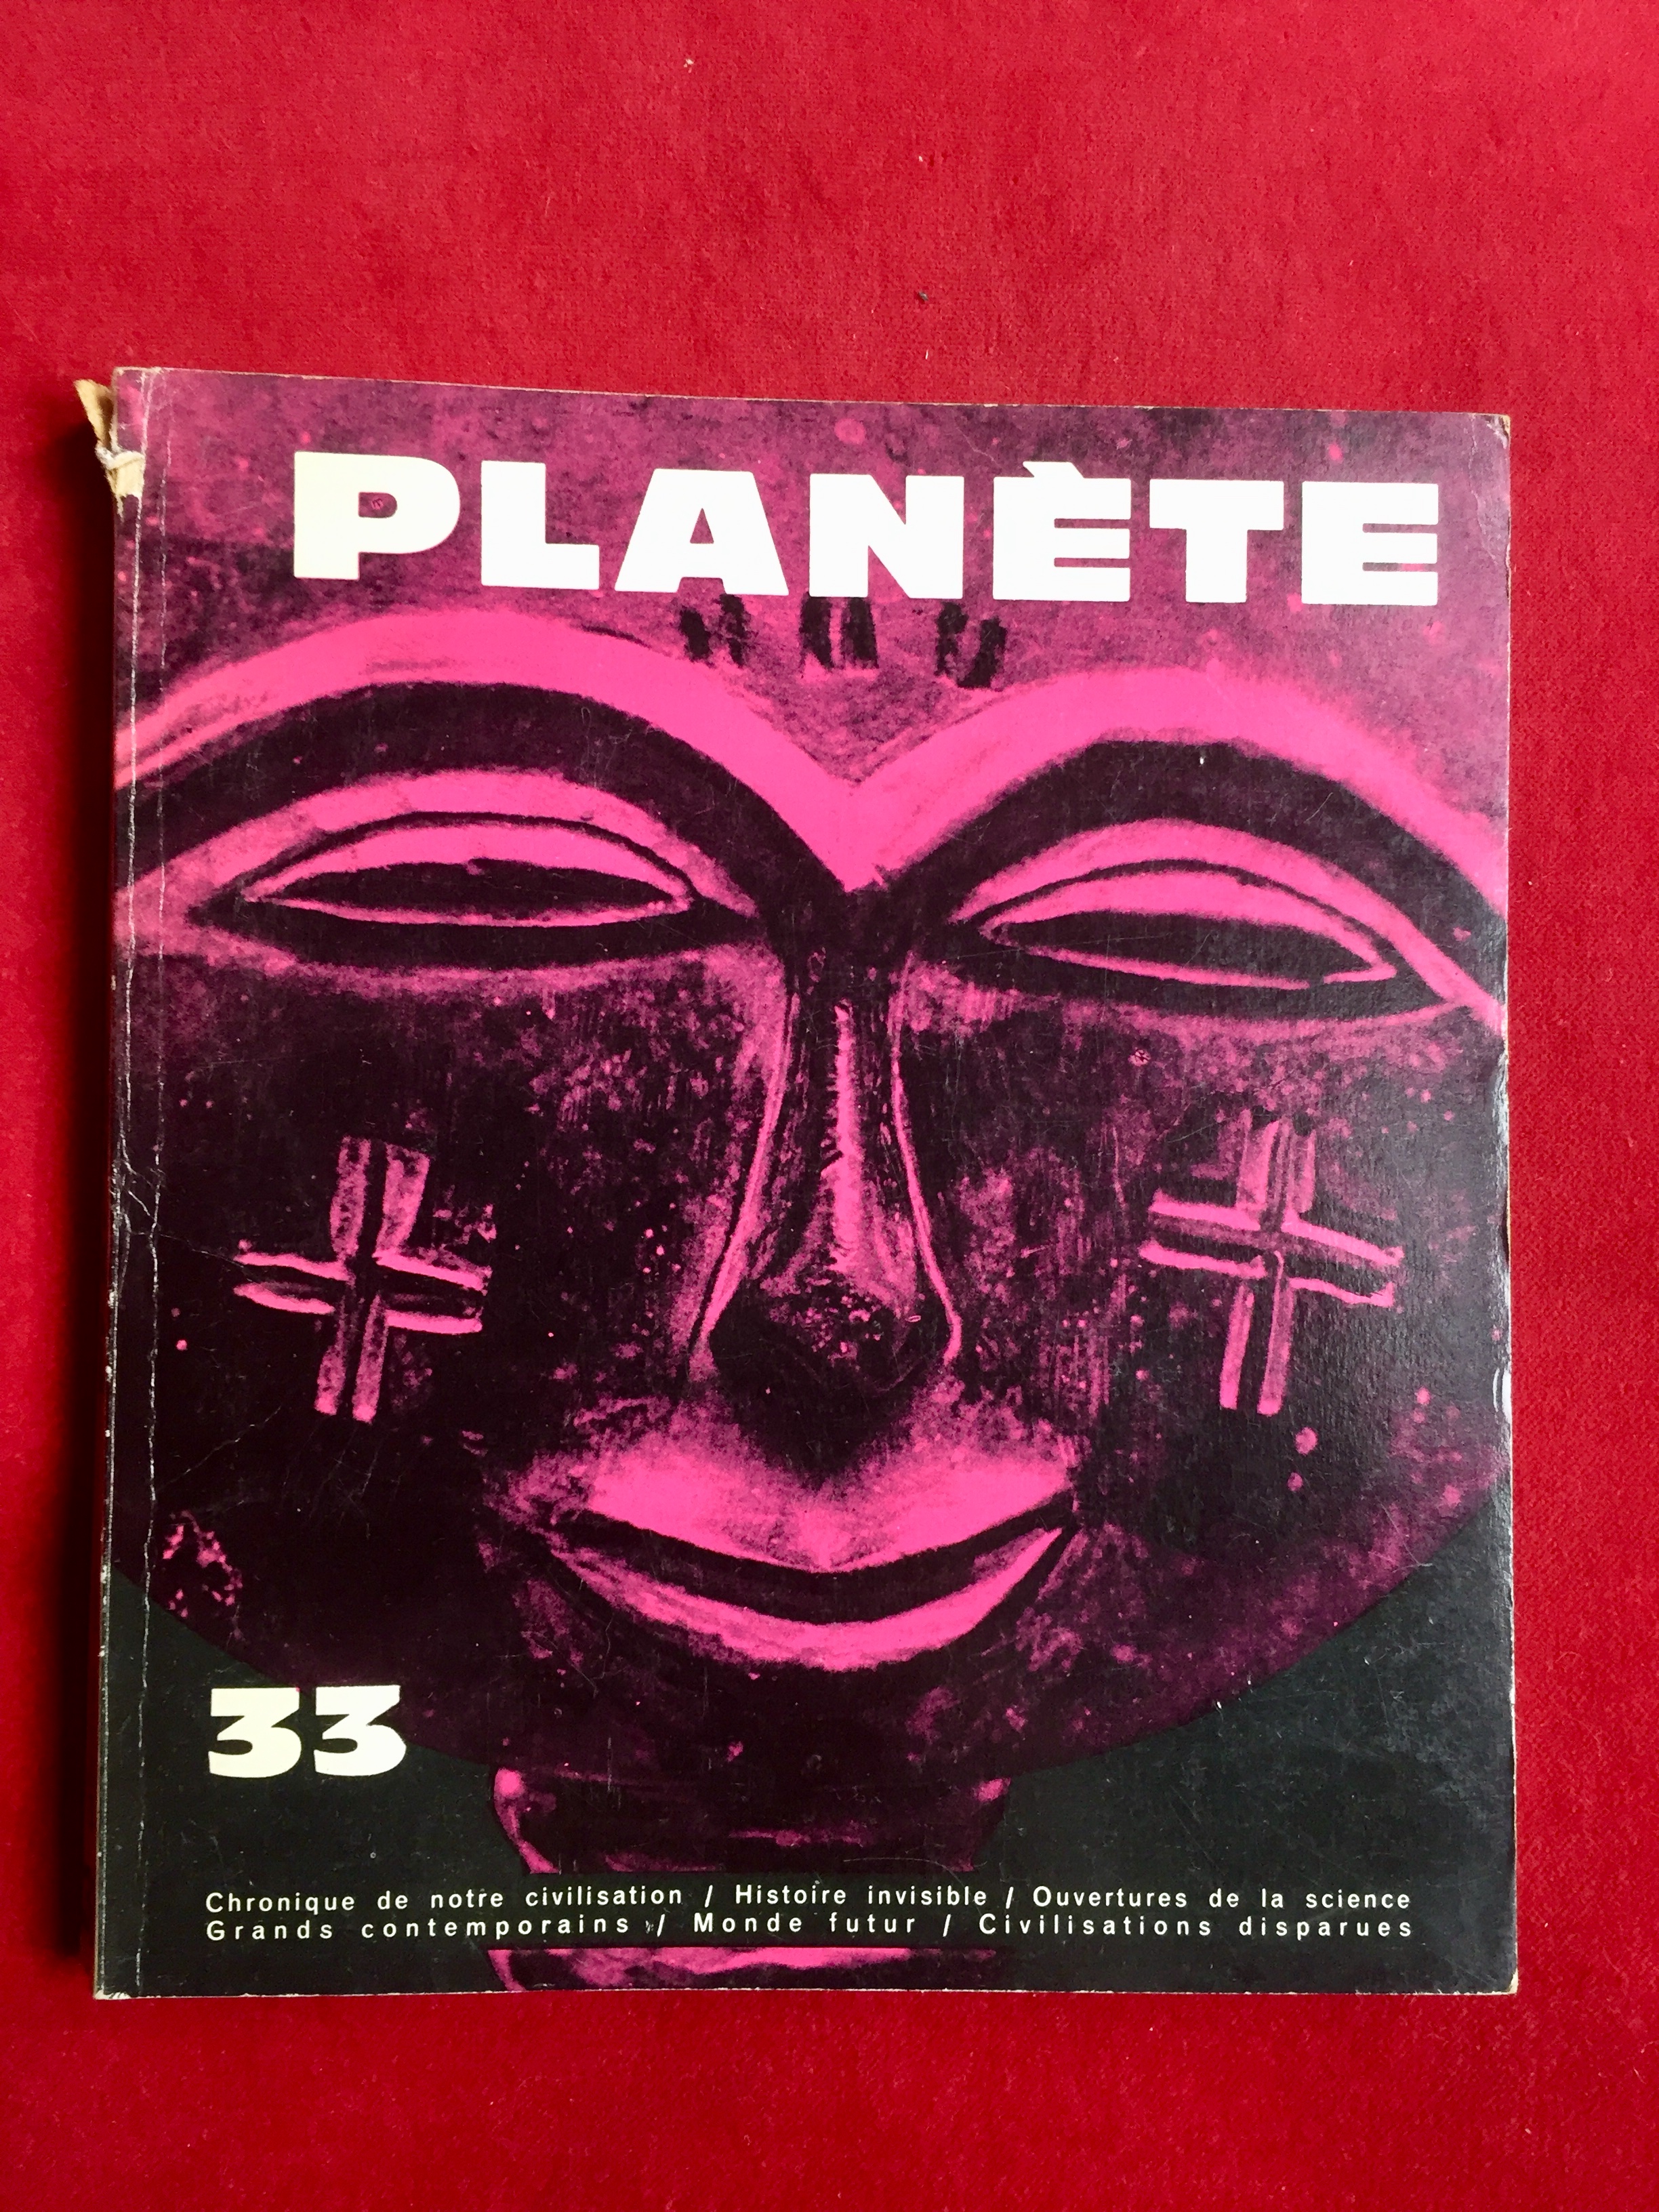 PLANÈTE
33
Chronique de notre civilisation / Histoire invisible / Ouvertures de la science
Grands contemporains / Monde futur / Civilisations disparues